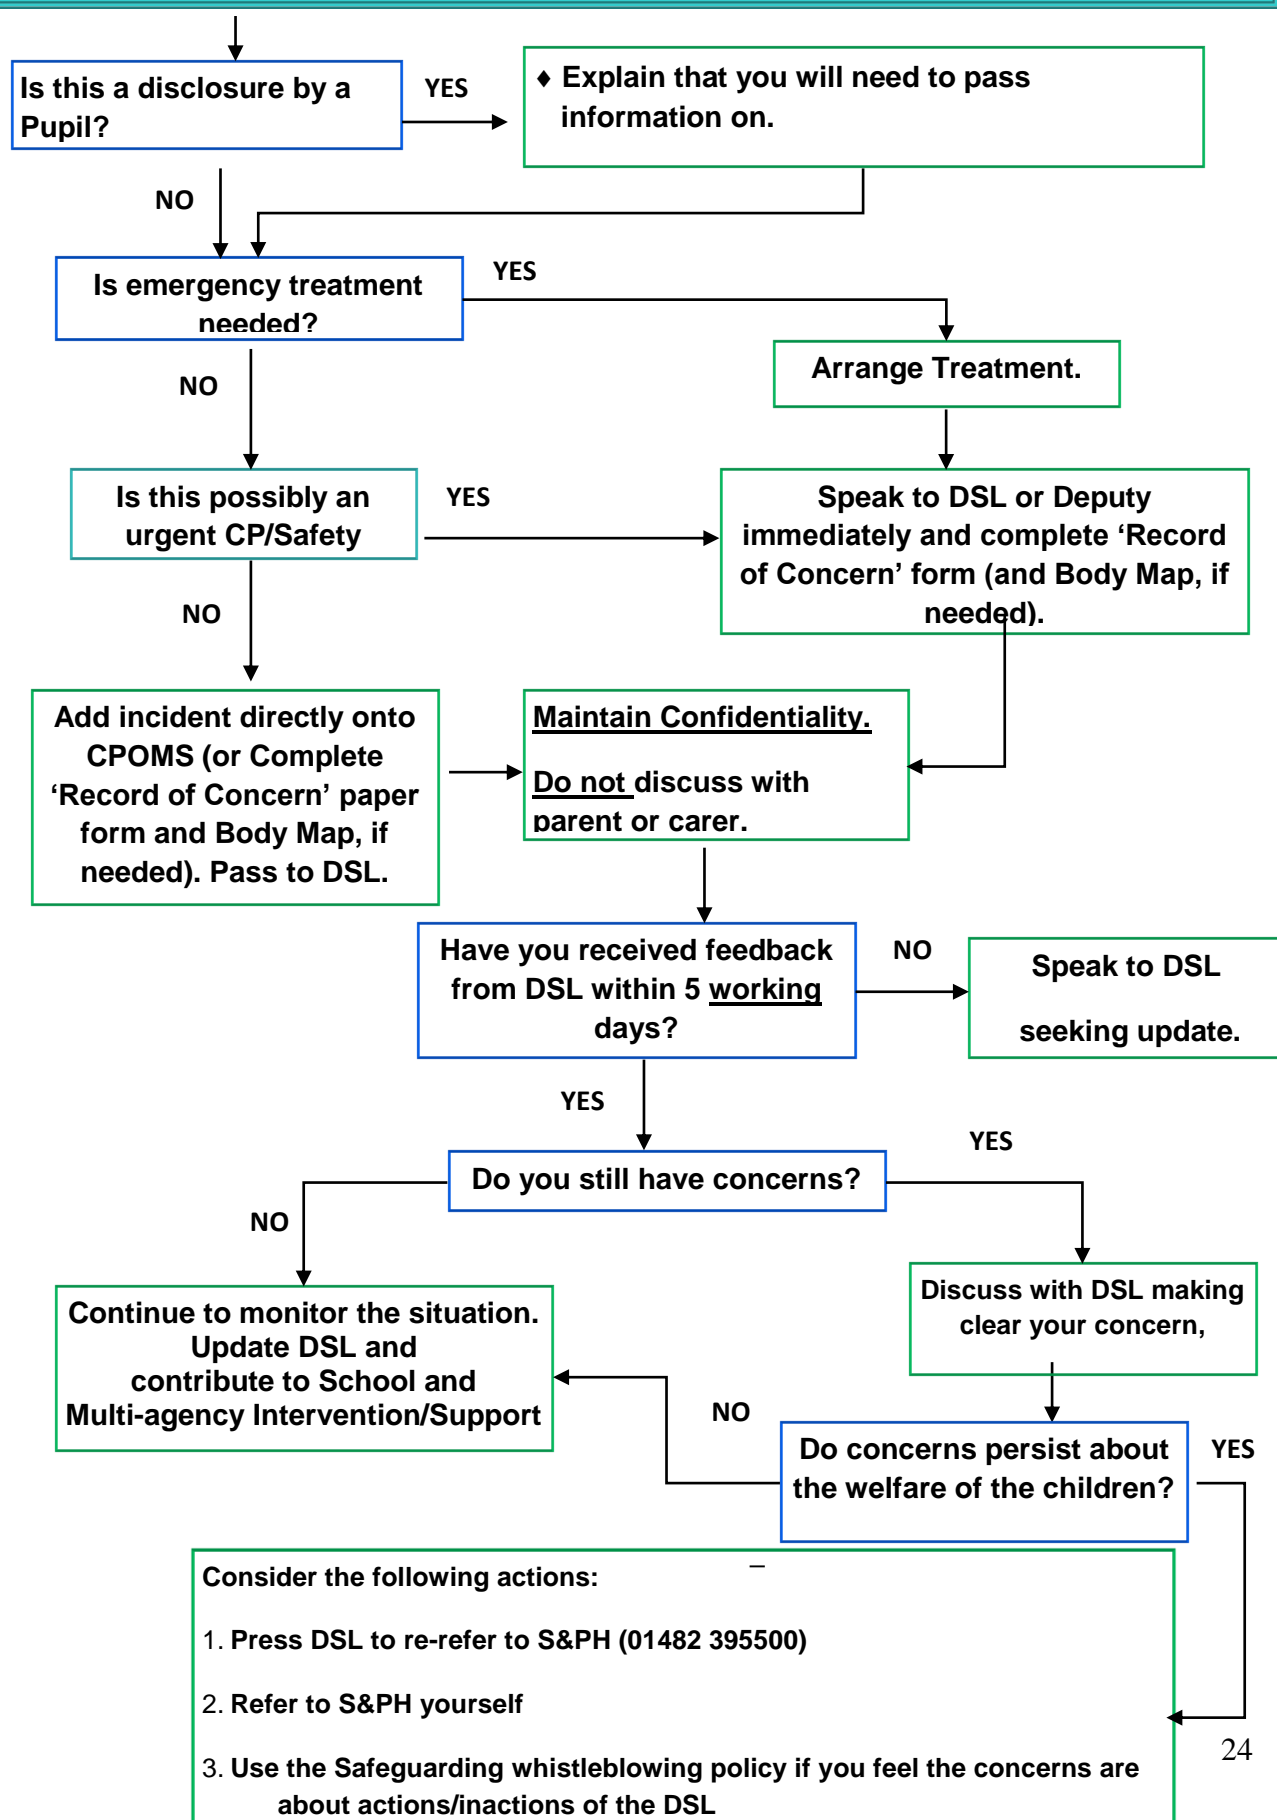 Is this a disclosure by a
Pupil?
YES
♦ Explain that you will need to pass
information on.
NO
Is emergency treatment
needed?
YES
Arrange Treatment.
NO
Is this possibly an
urgent CP/Safety
YES
Speak to DSL or Deputy
immediately and complete ‘Record
of Concern’ form (and Body Map, if
needed).
NO
Add incident directly onto
CPOMS (or Complete
‘Record of Concern’ paper
form and Body Map, if
needed). Pass to DSL.
Maintain Confidentiality.
Do not discuss with
parent or carer.
Have you received feedback
from DSL within 5 working
days?
NO
Speak to DSL
seeking update.
YES
Do you still have concerns?
YES
NO
Continue to monitor the situation.
Update DSL and
contribute to School and
Multi-agency Intervention/Support
Discuss with DSL making
clear your concern,
NO
Do concerns persist about
the welfare of the children?
YES
Consider the following actions:
1. Press DSL to re-refer to S&PH (01482 395500)
2. Refer to S&PH yourself
3. Use the Safeguarding whistleblowing policy if you feel the concerns are
about actions/inactions of the DSL
24